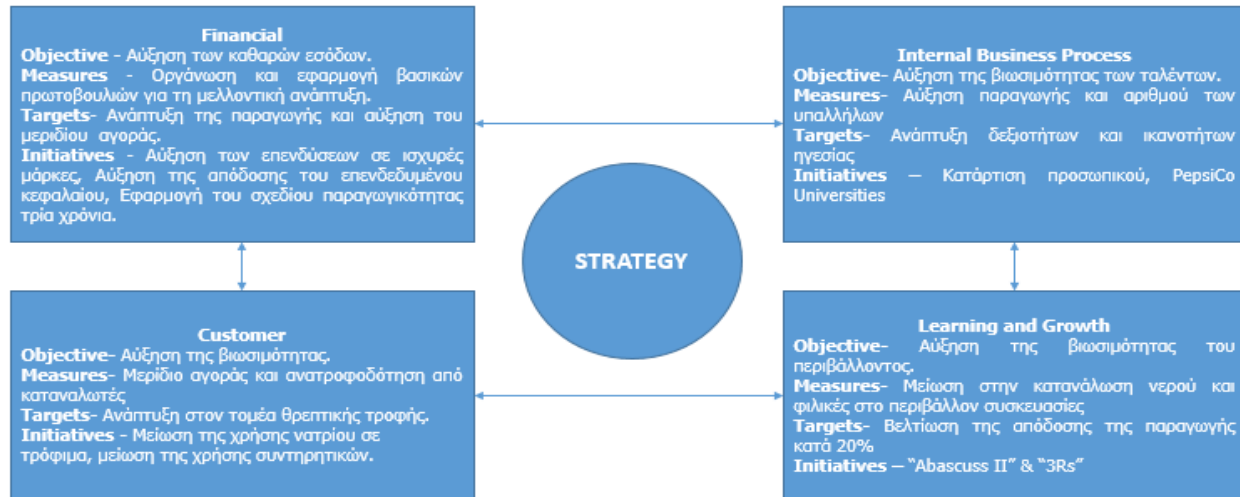 Financial
Objective - Αύξηση των καθαρών εσόδων.
Measures - Οργάνωση και εφαρμογή βασικών
πρωτοβουλιών για τη μελλοντική ανάπτυξη.
Targets- Ανάπτυξη της παραγωγής και αύξηση του
μεριδίου αγοράς.
Initiatives - Αύξηση των επενδύσεων σε ισχυρές
μάρκες, Αύξηση της απόδοσης του επενδεδυμένου
κεφαλαίου, Εφαρμογή του σχεδίου παραγωγικότητας
τρία χρόνια.
Internal Business Process
Objective- Αύξηση της βιωσιμότητας των ταλέντων.
Measures- Αύξηση παραγωγής και αριθμού των
υπαλλήλων
Targets- Ανάπτυξη δεξιοτήτων και ικανοτήτων
ηγεσίας
Initiatives – Κατάρτιση προσωπικού, PepsiCo
Universities
STRATEGY
Customer
Objective- Αύξηση της βιωσιμότητας.
Measures- Μερίδιο αγοράς και ανατροφοδότηση από
καταναλωτές
Targets- Ανάπτυξη στον τομέα θρεπτικής τροφής.
Initiatives - Μείωση της χρήσης νατρίου σε
τρόφιμα, μείωση της χρήσης συντηρητικών.
Learning and Growth
Objective- Αύξηση της βιωσιμότητας του
περιβάλλοντος.
Measures- Μείωση στην κατανάλωση νερού και
φιλικές στο περιβάλλον συσκευασίες
Targets- Βελτίωση της απόδοσης της παραγωγής
κατά 20%
Initiatives – "Abascuss II" & "3Rs"